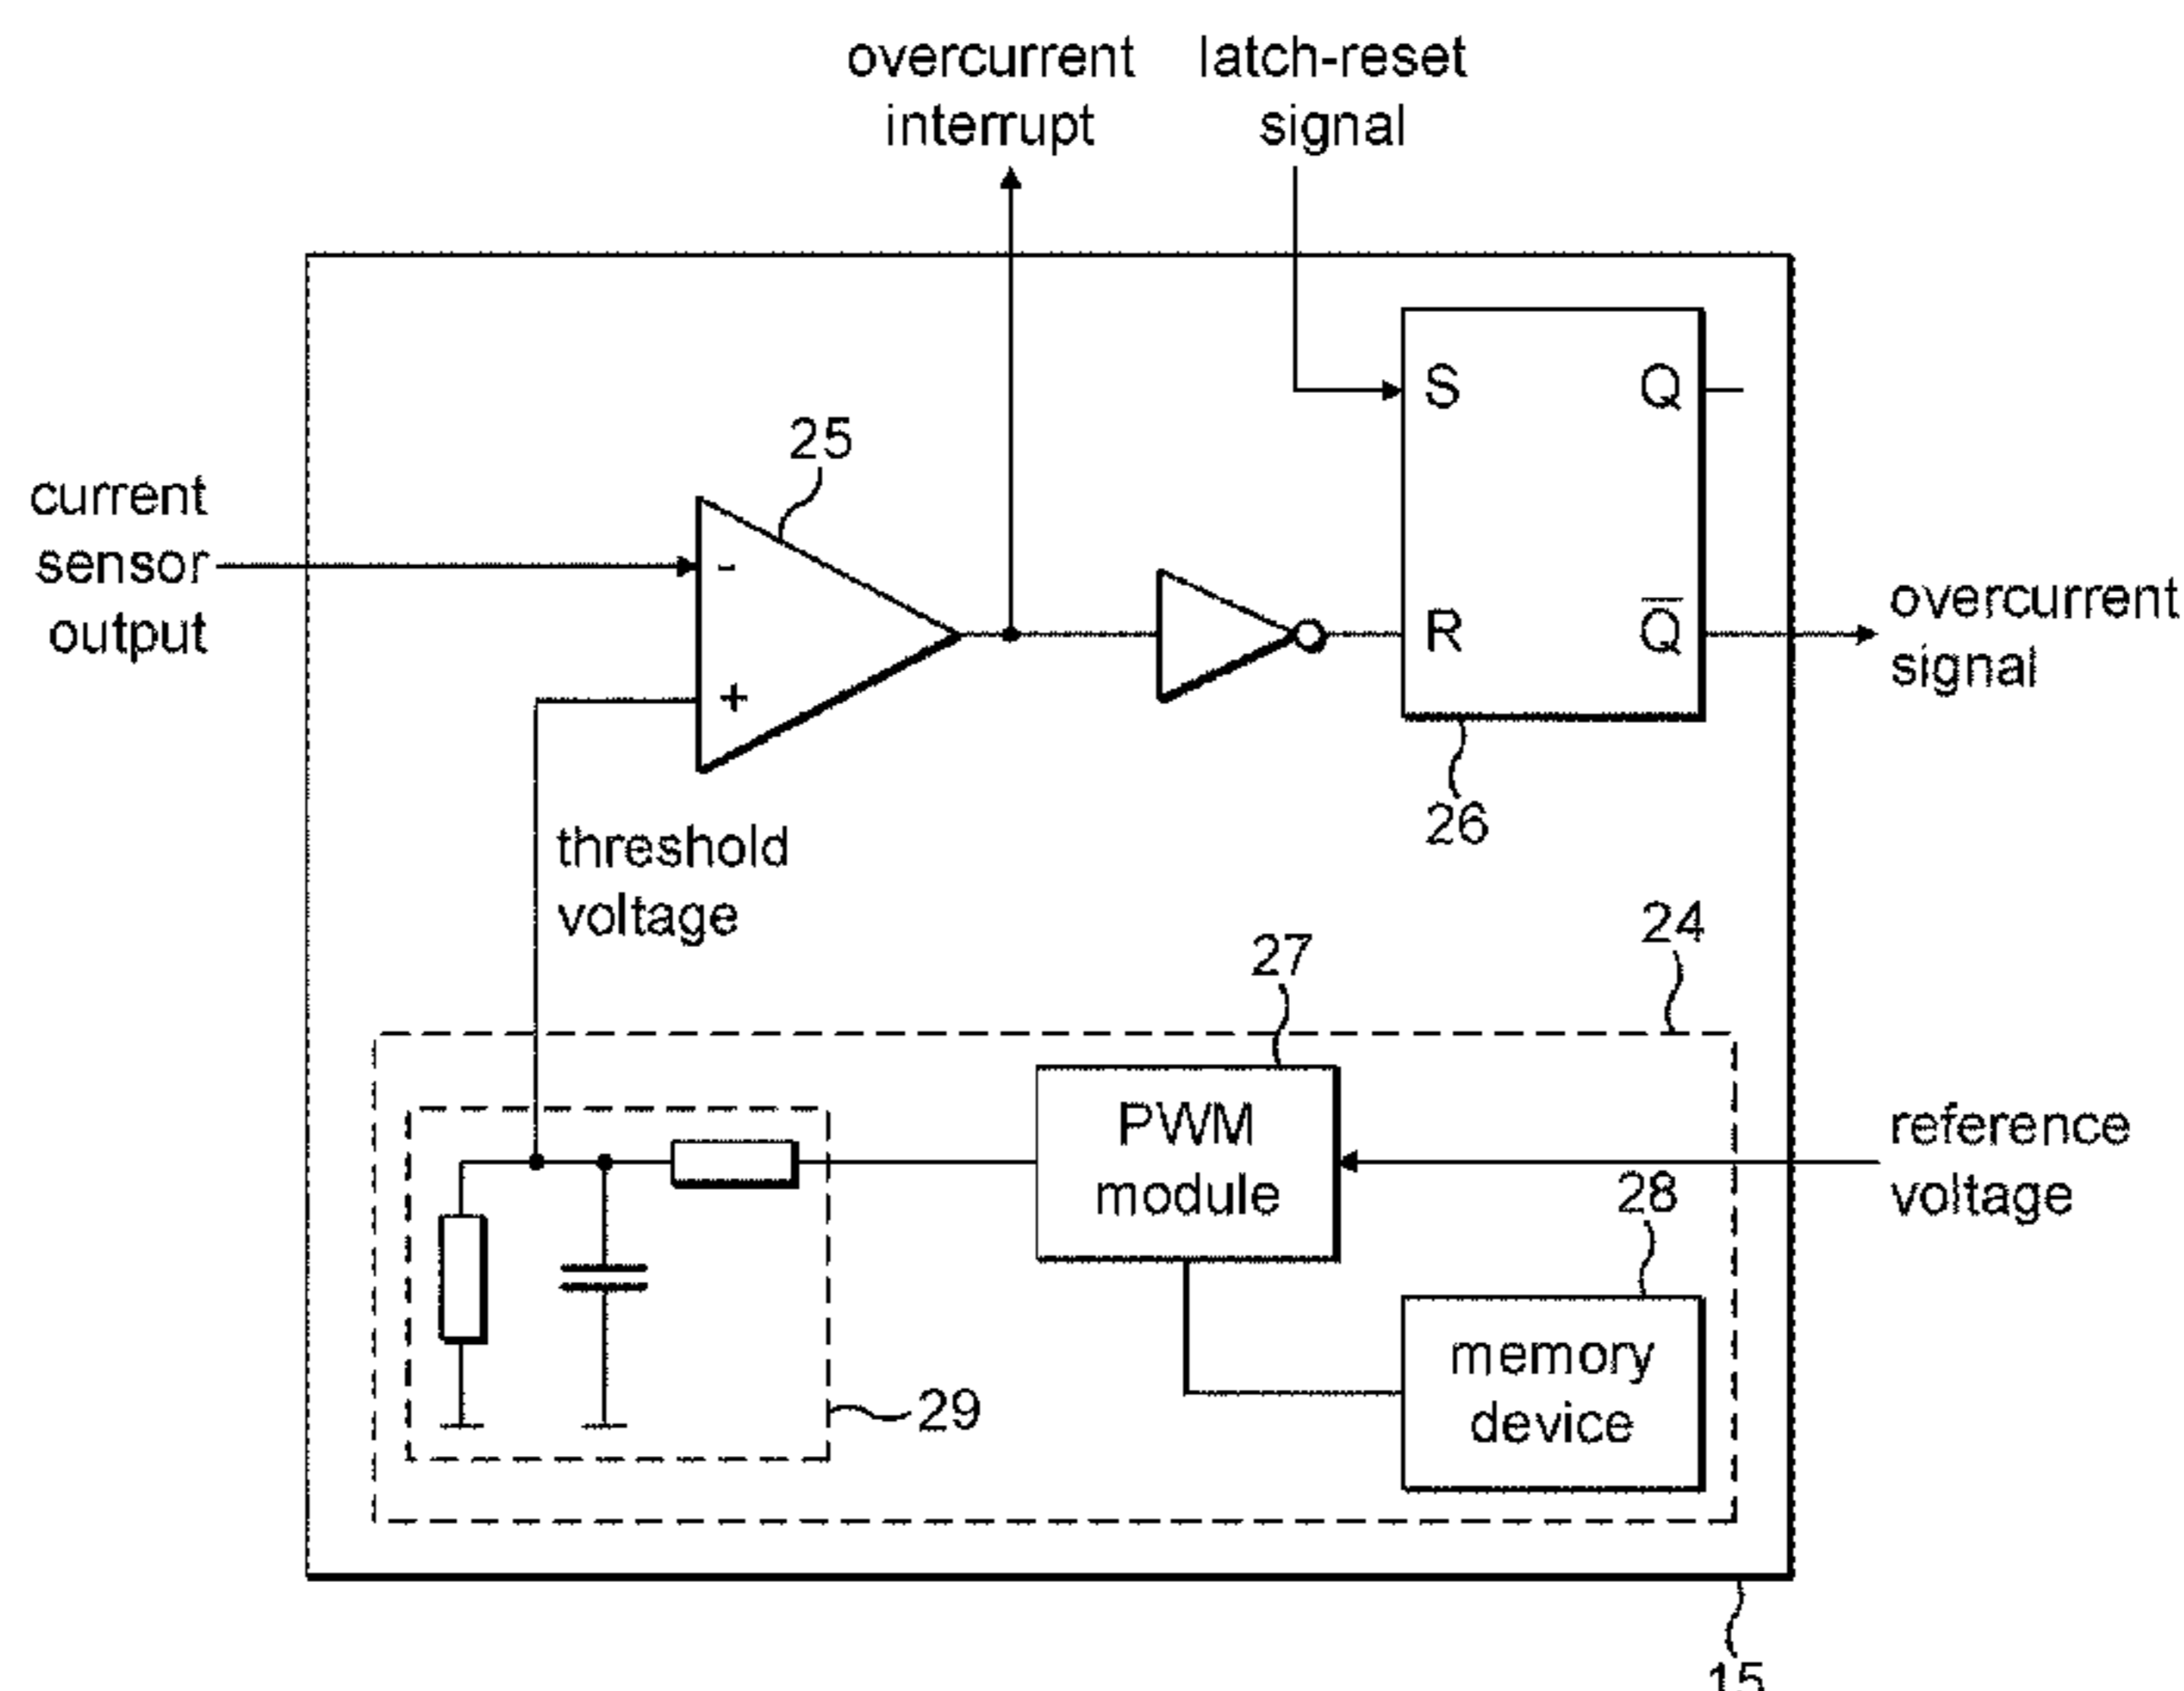 overcurrent
interrupt
latch-reset
signal
S
Q
25
current
sensor
output
-
+
R
Q̅
overcurrent
signal
26
threshold
voltage
24
27
PWM
module
reference
voltage
28
memory
device
29
15